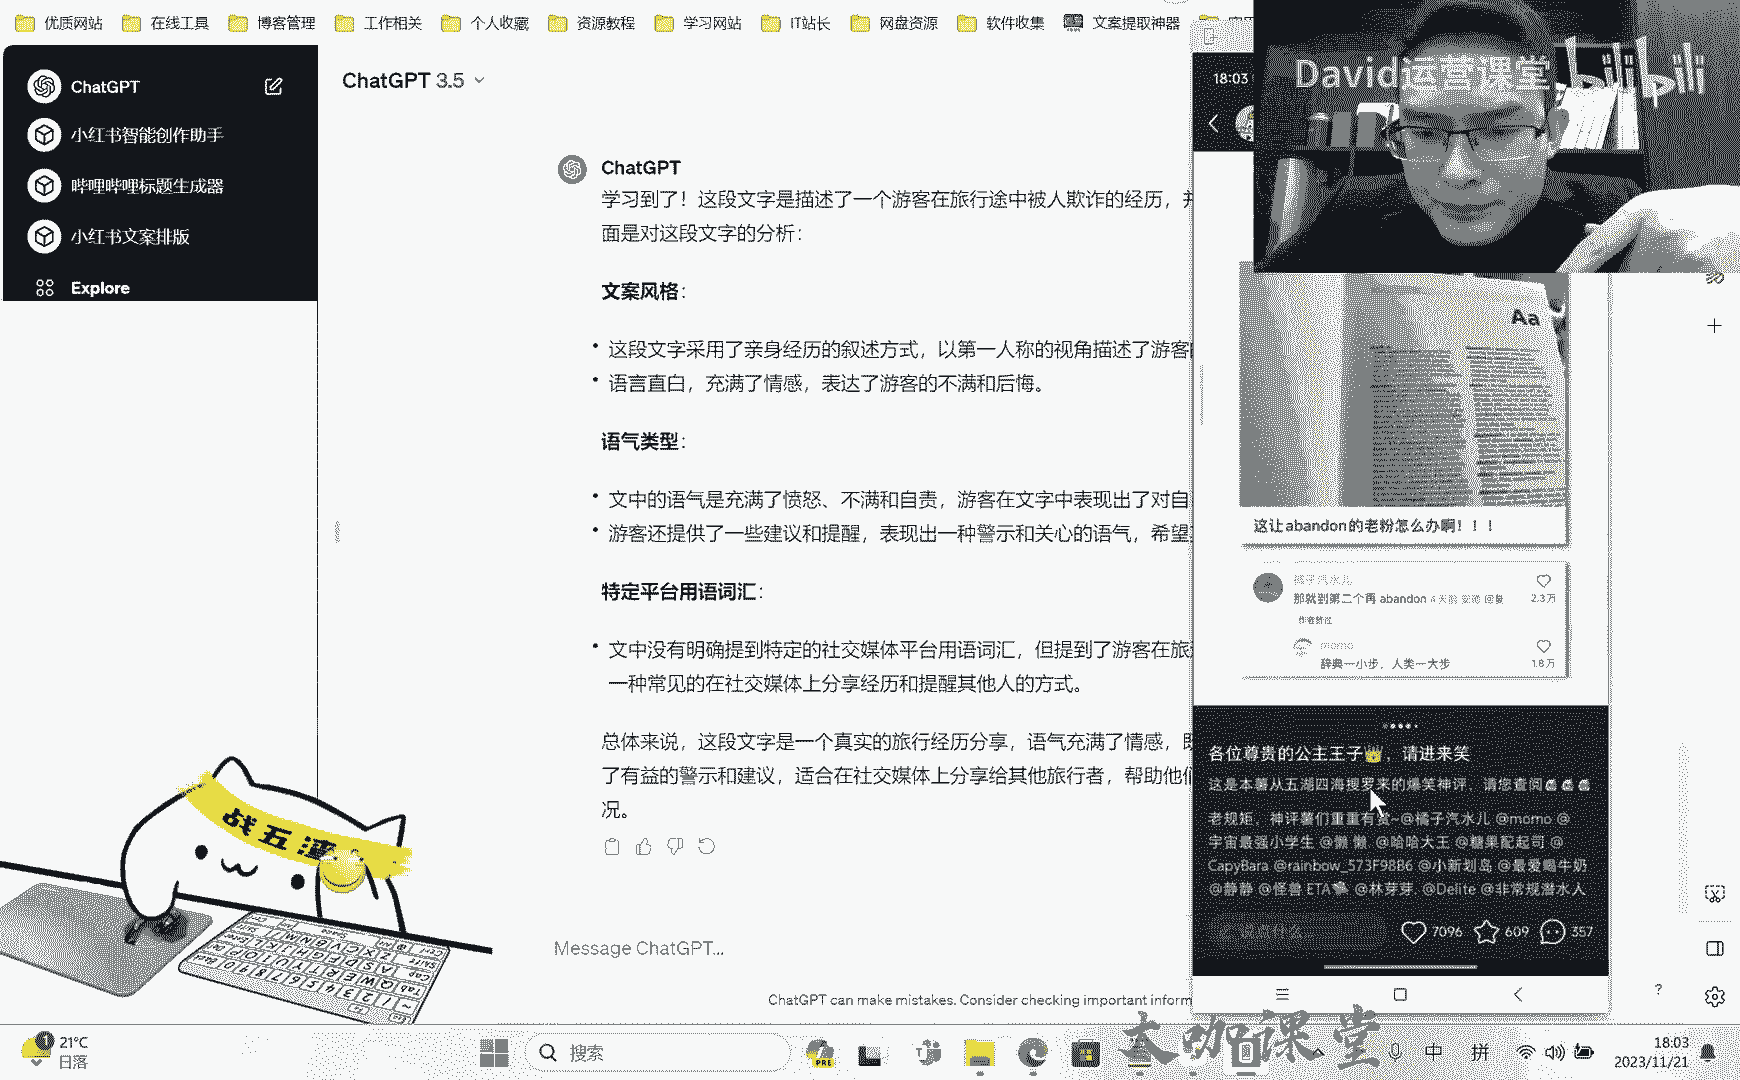 优质网站
在线工具
博客管理
工作相关
个人收藏
资源教程
学习网站
IT站长
网盘资源
软件收集
文案提取神器
ChatGPT
小红书智能创作助手
哔哩哔哩标题生成器
小红书文案排版
Explore
ChatGPT 3.5
ChatGPT
学习到了！这段文字是描述了一个游客在旅行途中被人欺诈的经历，
面是对这段文字的分析：
文案风格：
• 这段文字采用了亲身经历的叙述方式，以第一人称的视角描述了游客
• 语言直白，充满了情感，表达了游客的不满和后悔。
语气类型：
• 文中的语气是充满了愤怒、不满和自责，游客在文字中表现出了对自
• 游客还提供了一些建议和提醒，表现出一种警示和关心的语气，希望
特定平台用语词汇：
• 文中没有明确提到特定的社交媒体平台用语词汇，但提到了游客在旅
一种常见的在社交媒体上分享经历和提醒其他人的方式。
总体来说，这段文字是一个真实的旅行经历分享，语气充满了情感，
了有益的警示和建议，适合在社交媒体上分享给其他旅行者，帮助他
况。
Message ChatGPT...
ChatGPT can make mistakes. Consider checking important inform
战五渣
18:03
David运营课堂 bilibili
Aa
这让abandon的老粉怎么办啊！！！
橘子汽水儿
那就到第二个再 abandon
2.3万
momo
辞典一小步，人类一大步
1.8万
各位尊贵的公主王子👑，请进来笑
这是本薯从五湖四海搜罗来的爆笑神评，请您查阅
老规矩，神评薯们重重有赏~@橘子汽水儿 @momo @
宇宙最强小学生 @懒 懒. @哈哈大王 @糖果配起司 @
CapyBara @rainbow_573F98B6 @小新划岛 @最爱喝牛奶
@静静 @怪兽 ETA @林芽芽. @Delite @非常规潜水人
说点什么...
7096
609
357
?
1
21°C
日落
搜索
PRE
大咖课堂
中
拼
18:03
2023/11/21